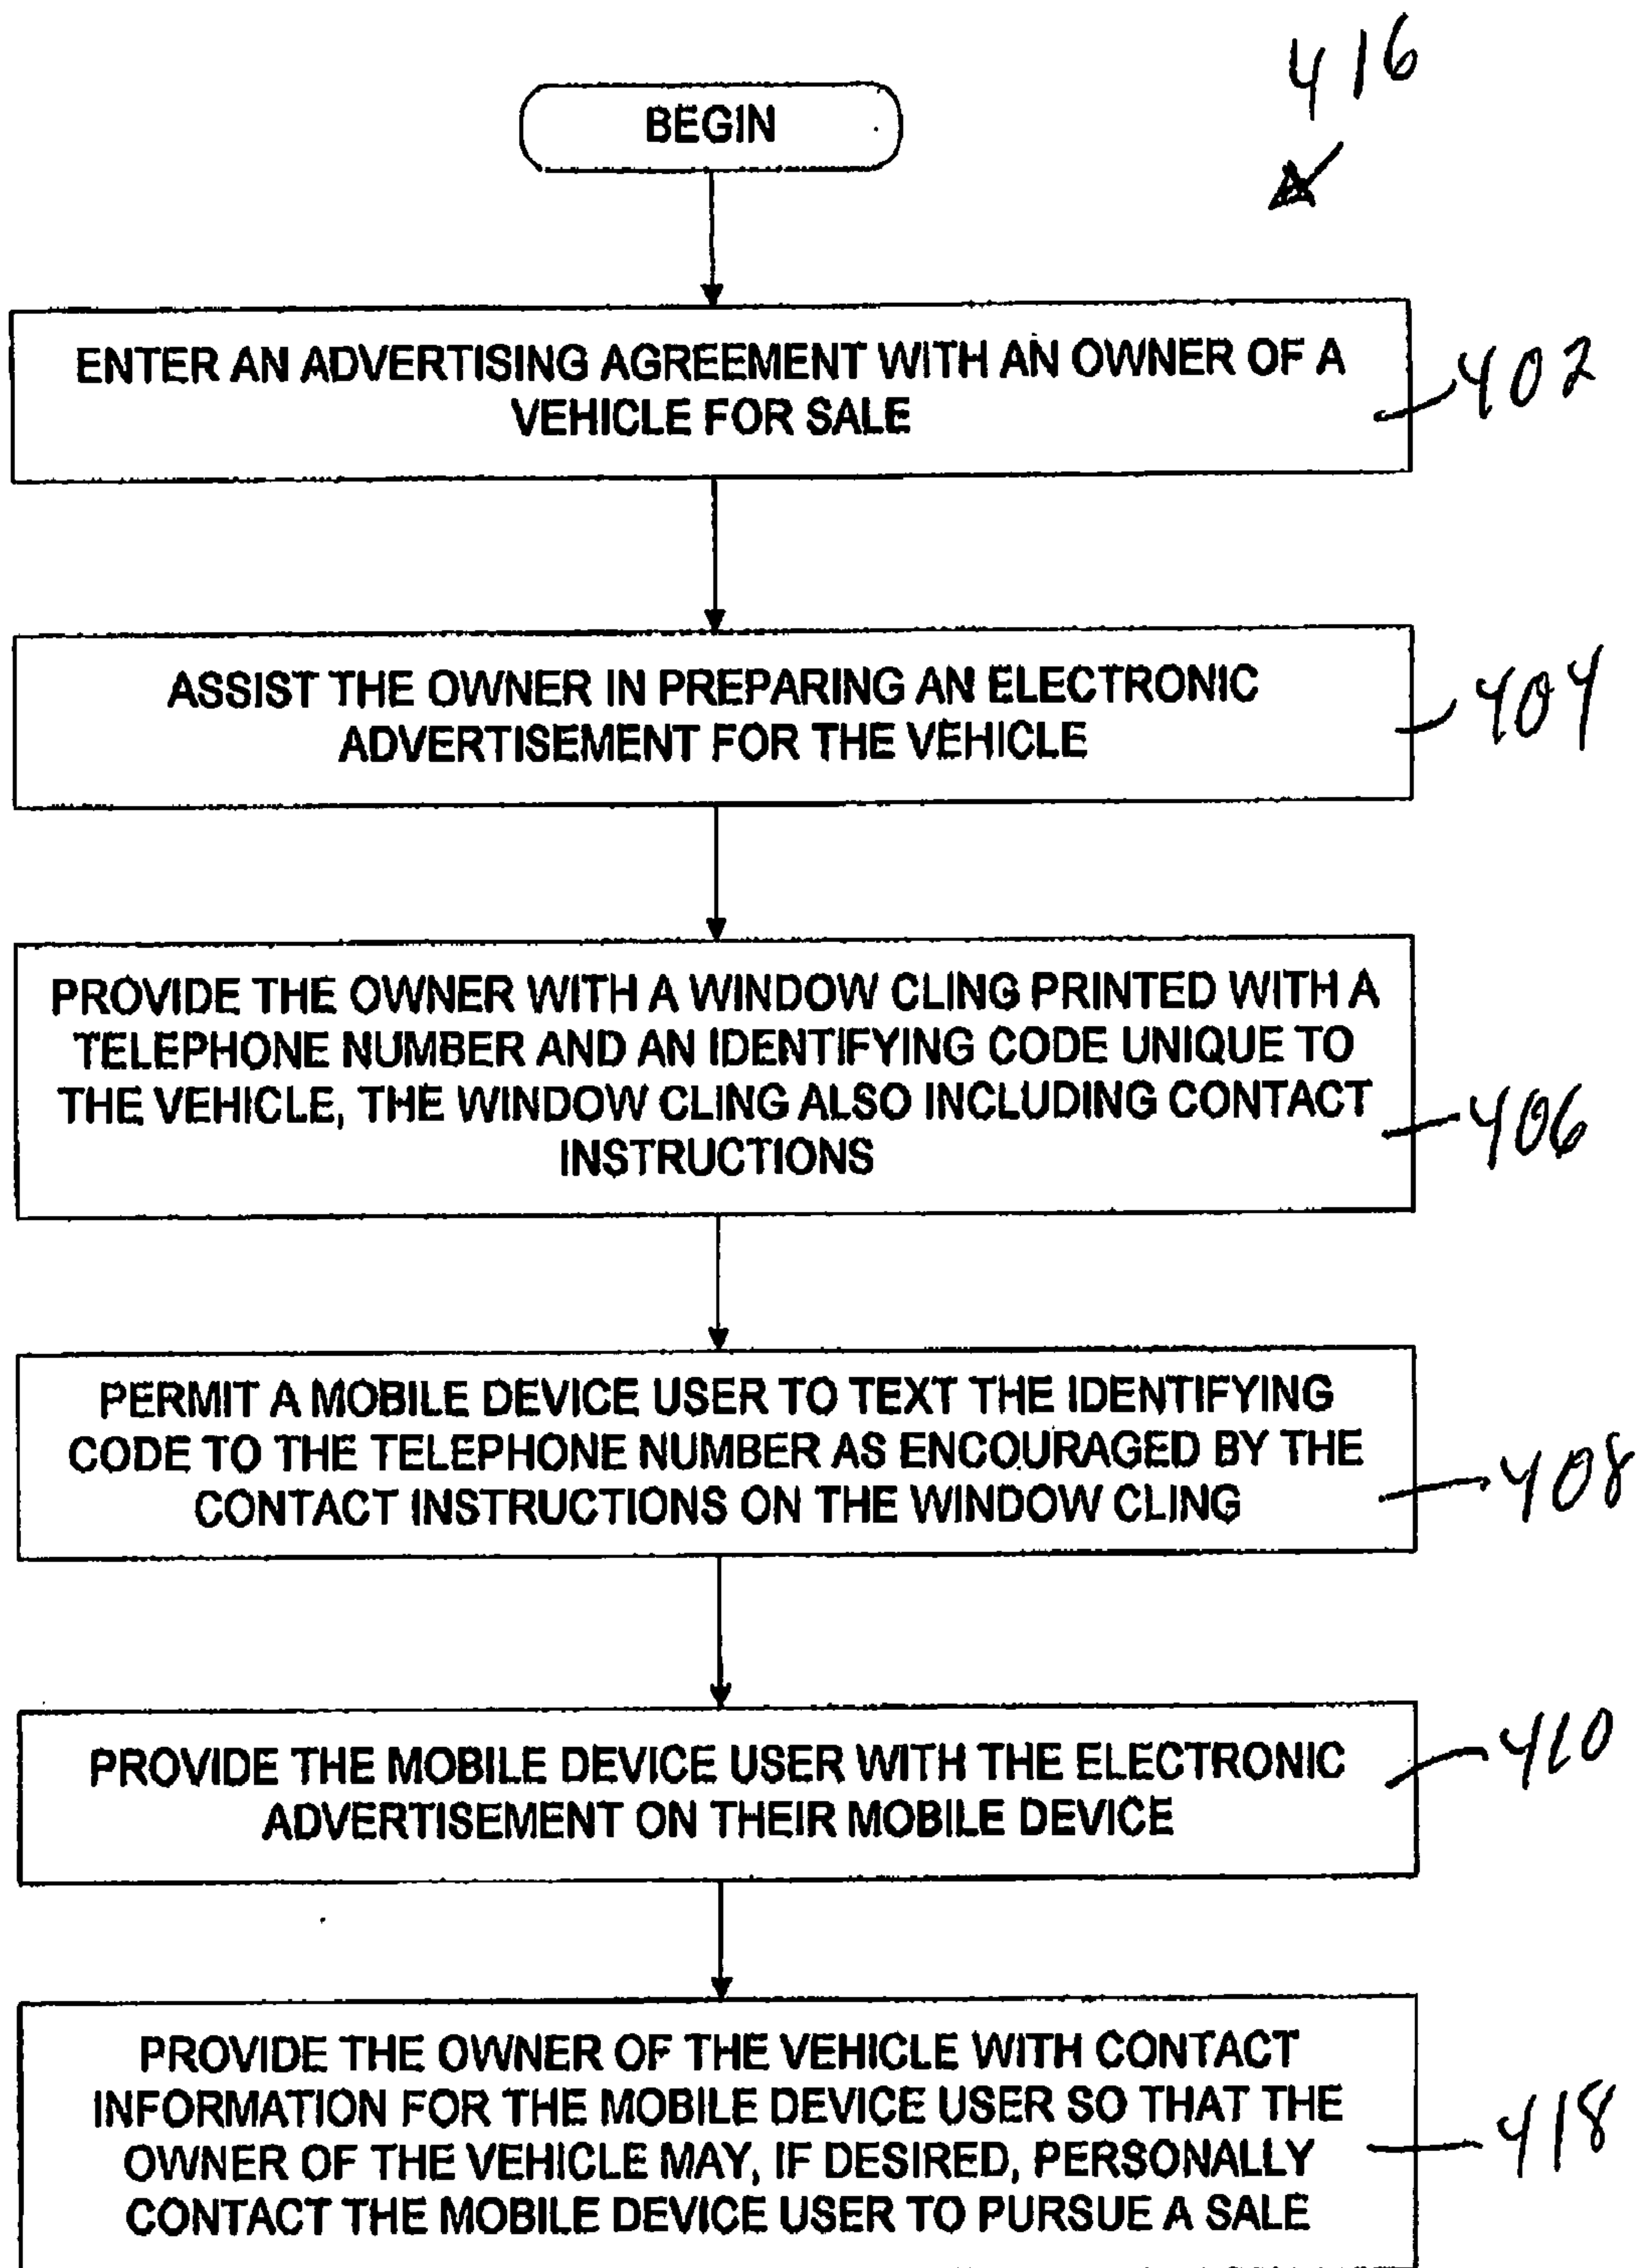 416
BEGIN
ENTER AN ADVERTISING AGREEMENT WITH AN OWNER OF A
VEHICLE FOR SALE
402
ASSIST THE OWNER IN PREPARING AN ELECTRONIC
ADVERTISEMENT FOR THE VEHICLE
404
PROVIDE THE OWNER WITH A WINDOW CLING PRINTED WITH A
TELEPHONE NUMBER AND AN IDENTIFYING CODE UNIQUE TO
THE VEHICLE, THE WINDOW CLING ALSO INCLUDING CONTACT
INSTRUCTIONS
406
PERMIT A MOBILE DEVICE USER TO TEXT THE IDENTIFYING
CODE TO THE TELEPHONE NUMBER AS ENCOURAGED BY THE
CONTACT INSTRUCTIONS ON THE WINDOW CLING
408
PROVIDE THE MOBILE DEVICE USER WITH THE ELECTRONIC
ADVERTISEMENT ON THEIR MOBILE DEVICE
410
PROVIDE THE OWNER OF THE VEHICLE WITH CONTACT
INFORMATION FOR THE MOBILE DEVICE USER SO THAT THE
OWNER OF THE VEHICLE MAY, IF DESIRED, PERSONALLY
CONTACT THE MOBILE DEVICE USER TO PURSUE A SALE
418